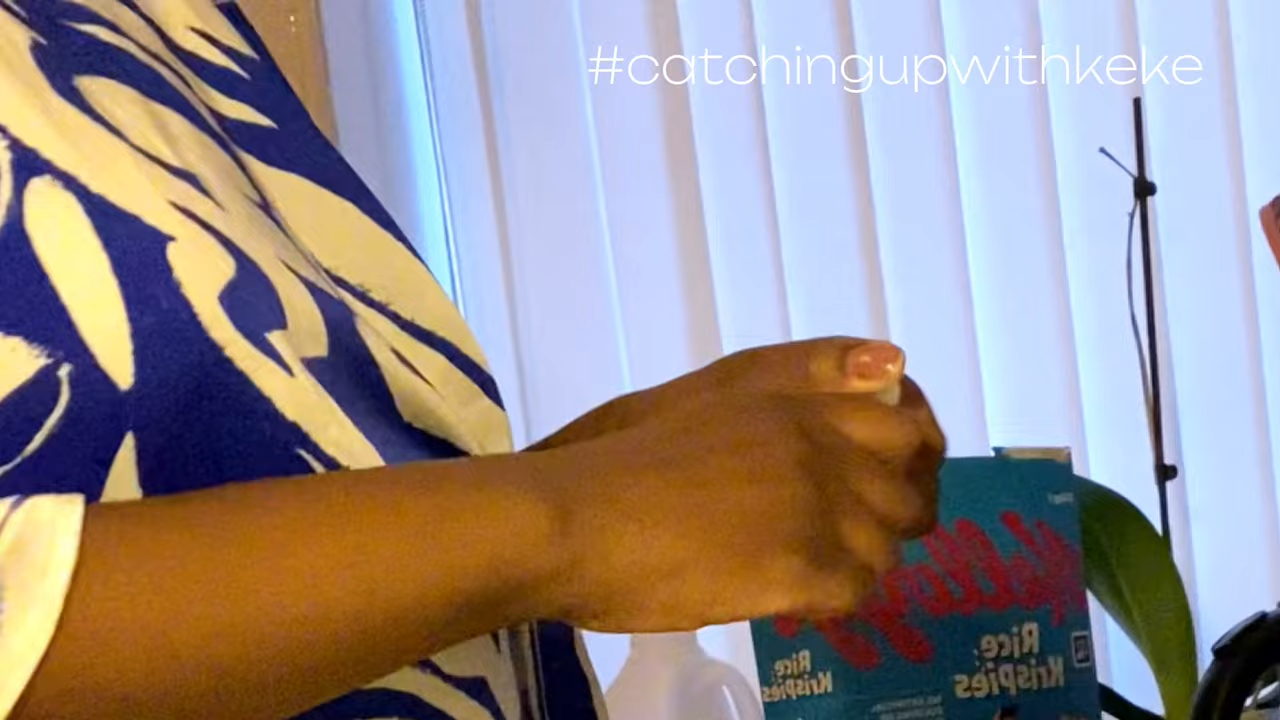 #catchingupwithkeke
Kellogg's
Rice
Krispies
Rice
Krispies